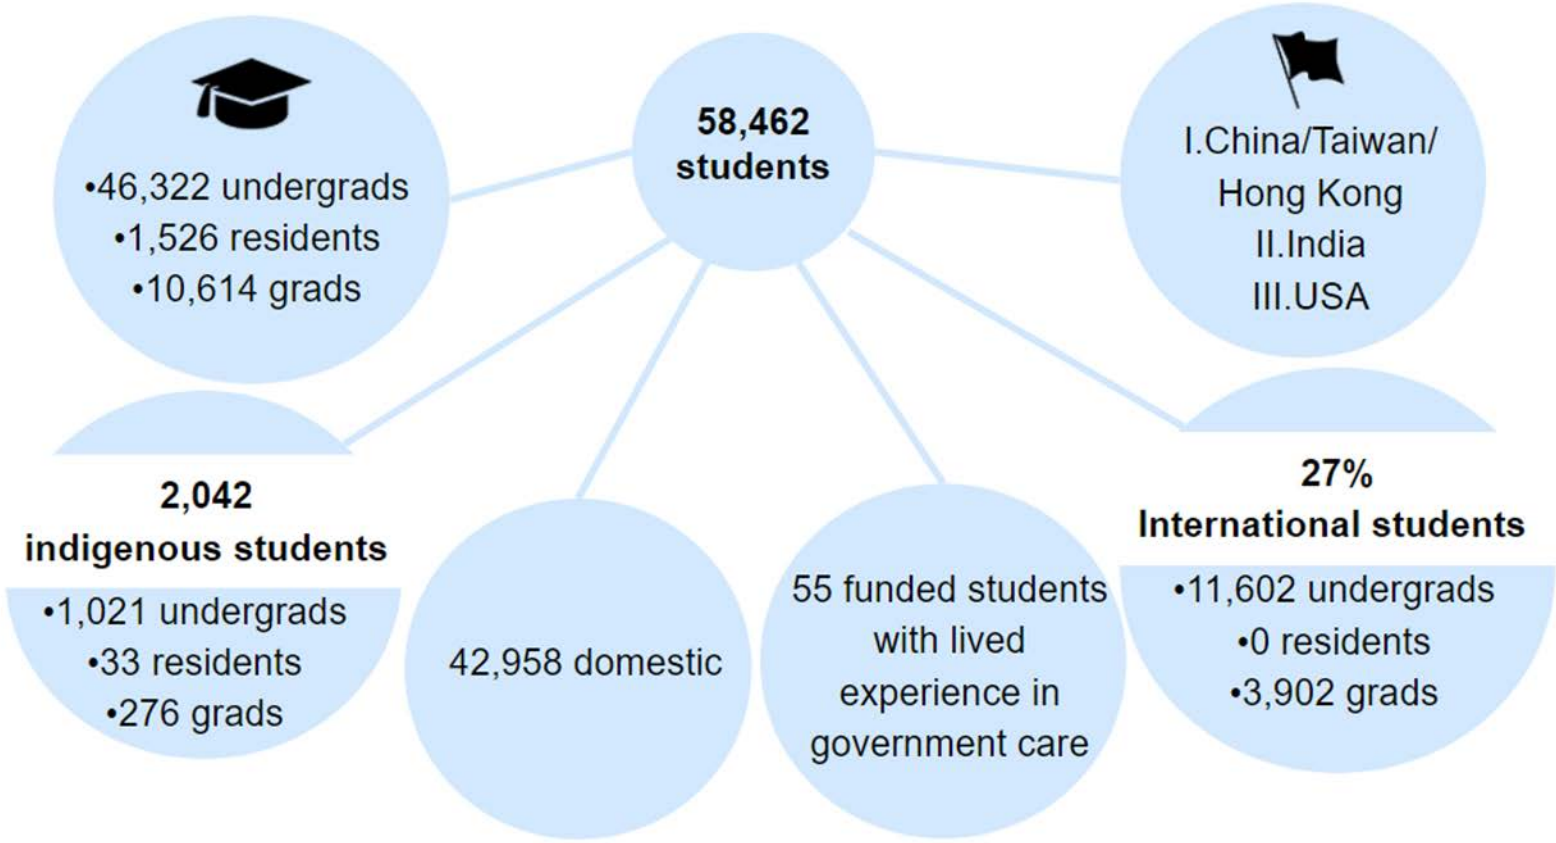 •46,322 undergrads
•1,526 residents
•10,614 grads
58,462
students
I.China/Taiwan/
Hong Kong
II.India
III.USA
2,042
indigenous students
•1,021 undergrads
•33 residents
•276 grads
42,958 domestic
55 funded students
with lived
experience in
government care
27%
International students
•11,602 undergrads
•0 residents
•3,902 grads